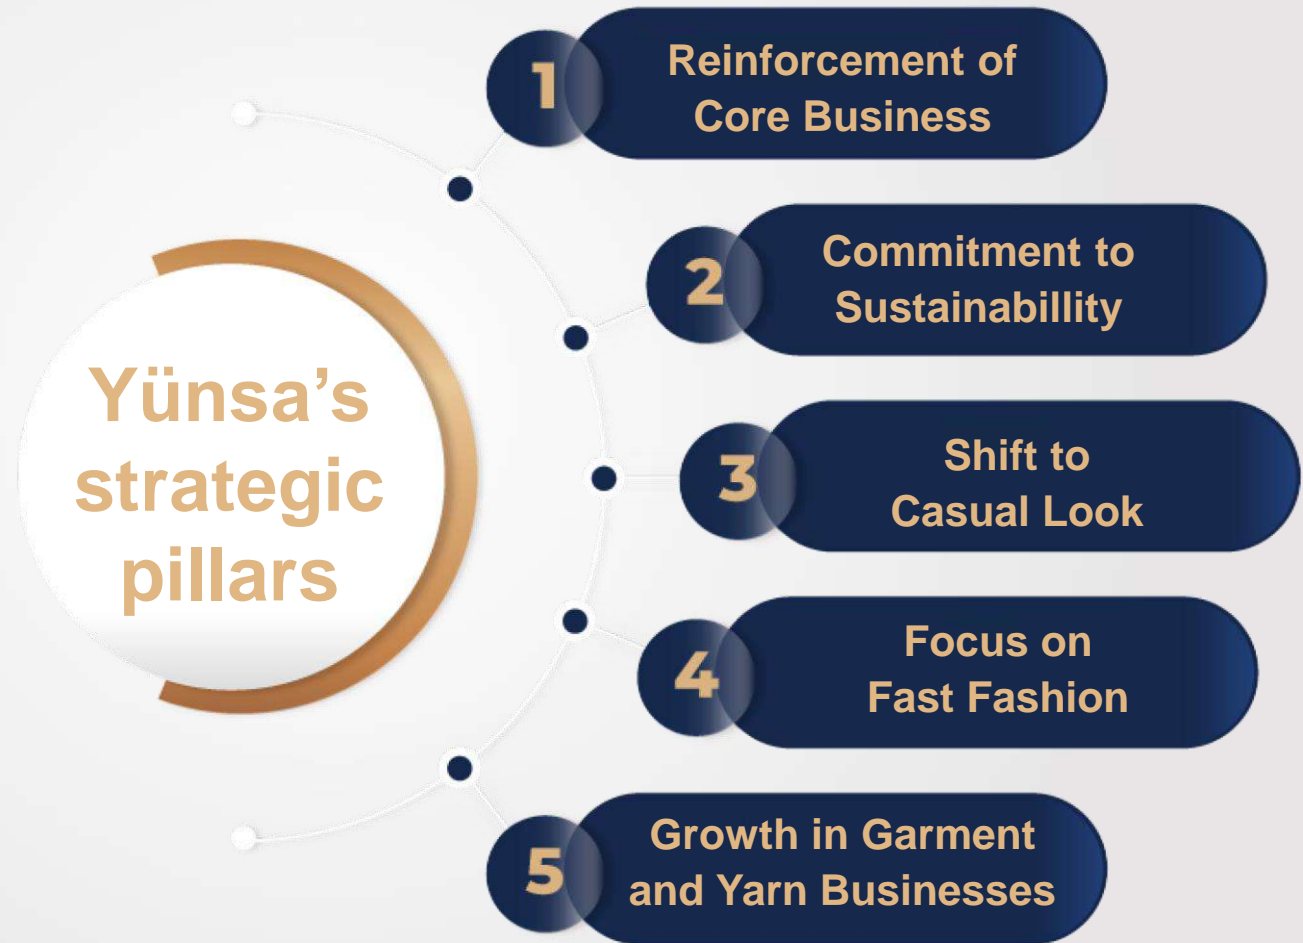 Yünsa’s
strategic
pillars
1
Reinforcement of
Core Business
2
Commitment to
Sustainabillity
3
Shift to
Casual Look
4
Focus on
Fast Fashion
5
Growth in Garment
and Yarn Businesses